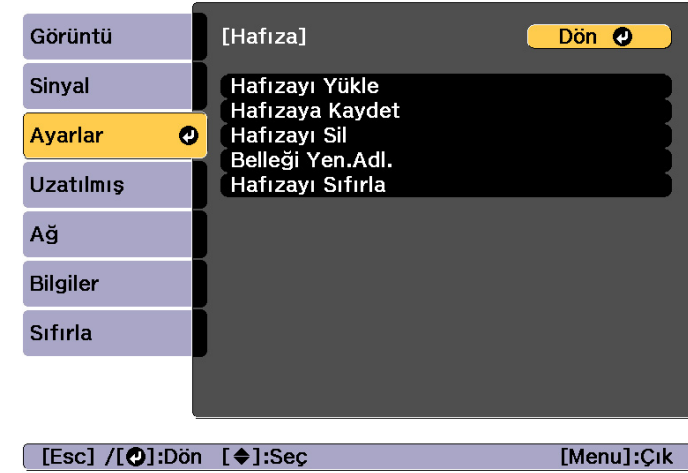 Görüntü
Sinyal
Ayarlar
Uzatılmış
Ağ
Bilgiler
Sıfırla
[Hafıza] Dön
Hafızayı Yükle
Hafızaya Kaydet
Hafızayı Sil
Belleği Yen.Adl.
Hafızayı Sıfırla
[Esc] /[ ]:Dön [ ]:Seç [Menu]:Çık